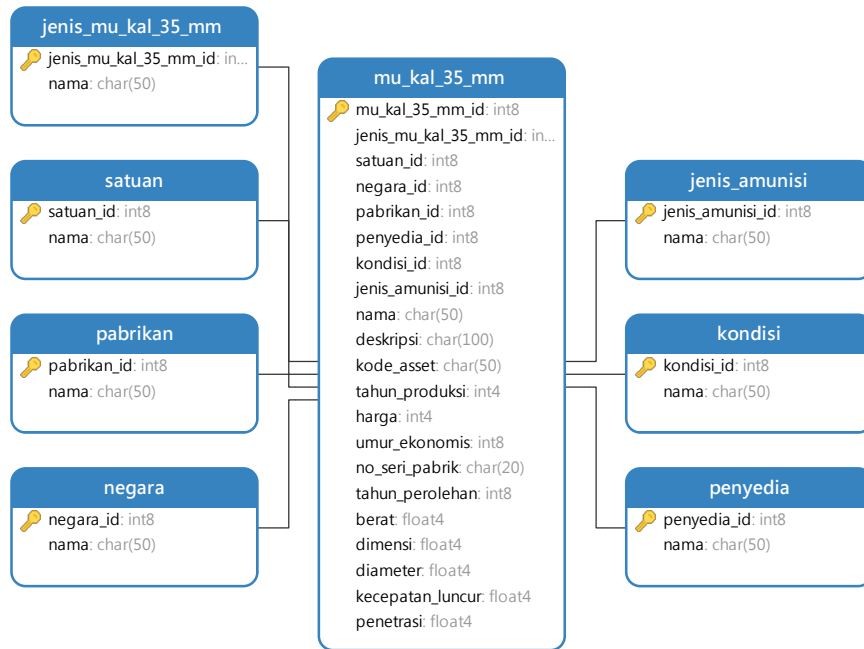 jenis_mu_kal_35_mm
jenis_mu_kal_35_mm_id: in...
nama: char(50)
satuan
satuan_id: int8
nama: char(50)
pabrikan
pabrikan_id: int8
nama: char(50)
negara
negara_id: int8
nama: char(50)
mu_kal_35_mm
mu_kal_35_mm_id: int8
jenis_mu_kal_35_mm_id: in...
satuan_id: int8
negara_id: int8
pabrikan_id: int8
penyedia_id: int8
kondisi_id: int8
jenis_amunisi_id: int8
nama: char(50)
deskripsi: char(100)
kode_asset: char(50)
tahun_produksi: int4
harga: int4
umur_ekonomis: int8
no_seri_pabrik: char(20)
tahun_perolehan: int8
berat: float4
dimensi: float4
diameter: float4
kecepatan_luncur: float4
penetrasi: float4
jenis_amunisi
jenis_amunisi_id: int8
nama: char(50)
kondisi
kondisi_id: int8
nama: char(50)
penyedia
penyedia_id: int8
nama: char(50)